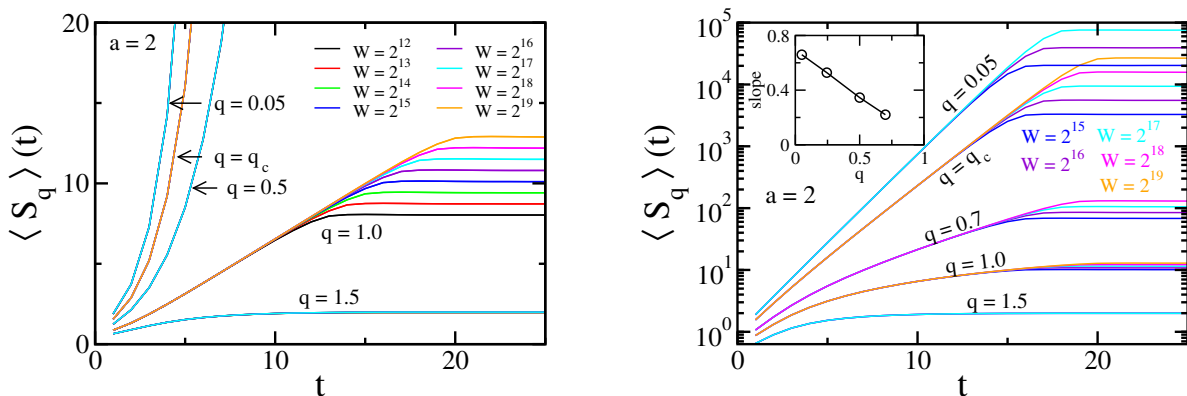 a = 2
W = 2^12
W = 2^13
W = 2^14
W = 2^15
W = 2^16
W = 2^17
W = 2^18
W = 2^19
q = 0.05
q = q_c
q = 0.5
q = 1.0
q = 1.5
0
10
20
0
10
20
t
< S_q > (t)
10^5
10^4
10^3
10^2
10^1
10^0
0.8
0.4
0
slope
0
0.5
1
q
q = 0.05
q = q_c
W = 2^15
W = 2^16
W = 2^17
W = 2^18
W = 2^19
a = 2
q = 0.7
q = 1.0
q = 1.5
0
10
20
t
< S_q > (t)